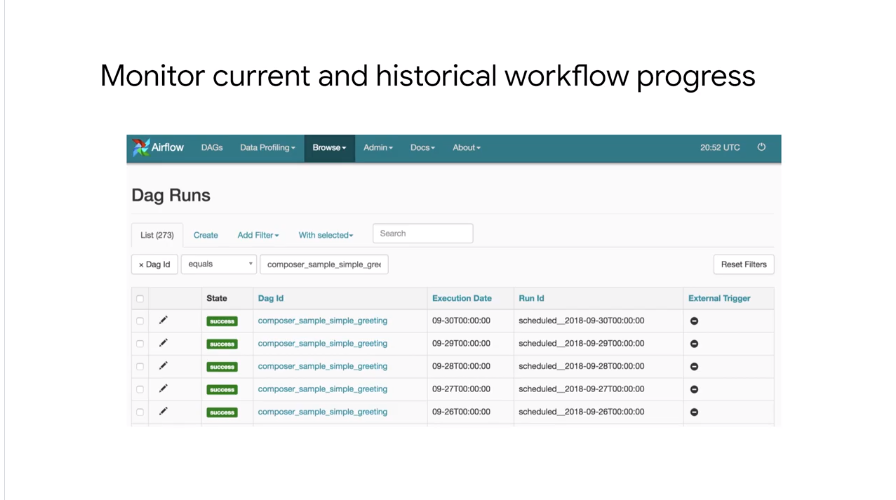 Monitor current and historical workflow progress
Airflow DAGs Data Profiling Browse Admin Docs About 20:52 UTC
Dag Runs
List (273) Create Add Filter With selected Search
× Dag Id equals composer_sample_simple_gree Reset Filters
State Dag Id Execution Date Run Id External Trigger
success composer_sample_simple_greeting 09-30T00:00:00 scheduled__2018-09-30T00:00:00
success composer_sample_simple_greeting 09-29T00:00:00 scheduled__2018-09-29T00:00:00
success composer_sample_simple_greeting 09-28T00:00:00 scheduled__2018-09-28T00:00:00
success composer_sample_simple_greeting 09-27T00:00:00 scheduled__2018-09-27T00:00:00
success composer_sample_simple_greeting 09-26T00:00:00 scheduled__2018-09-26T00:00:00